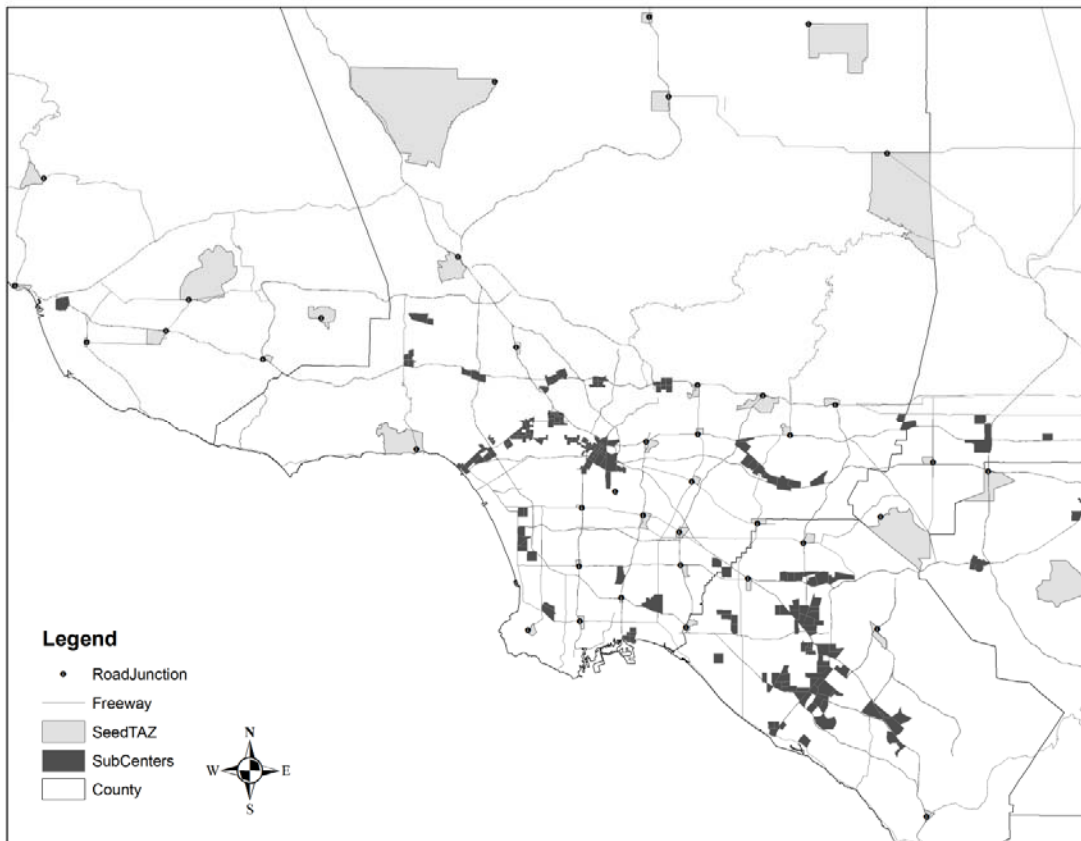 Legend
RoadJunction
Freeway
SeedTAZ
SubCenters
County
N
W E
S